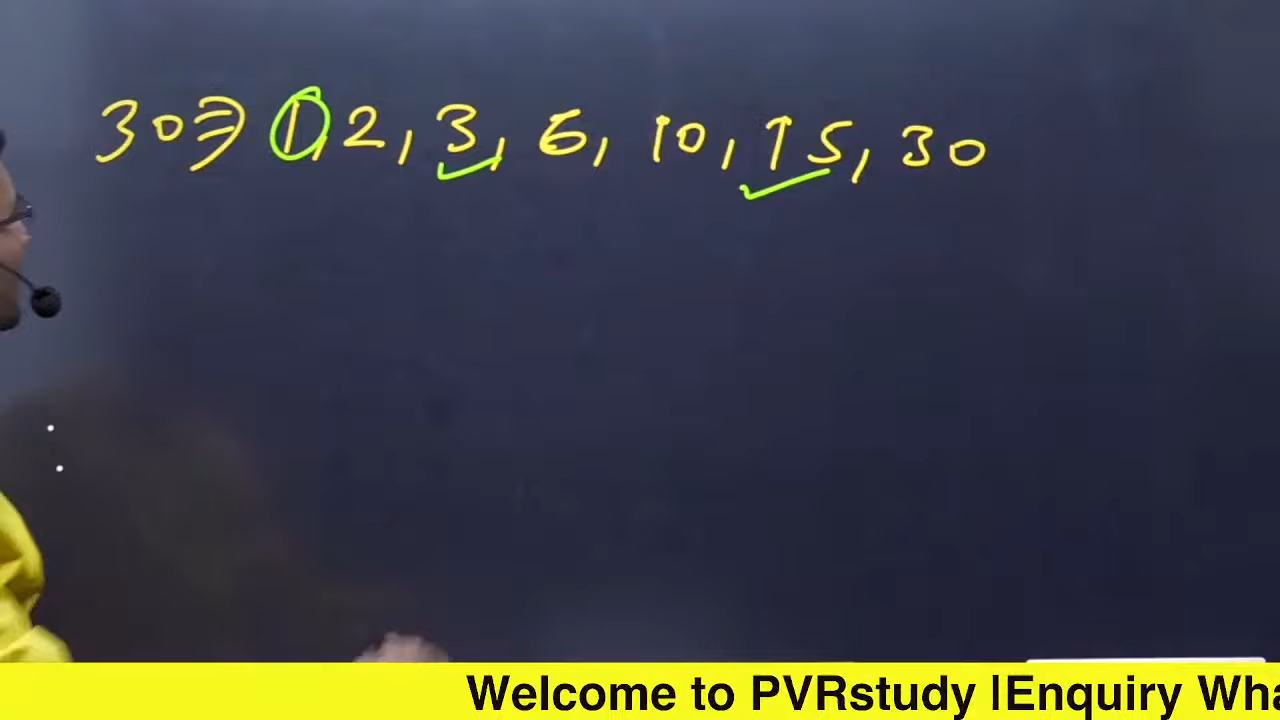 30⇒ 1, 2, 3, 6, 10, 15, 30
Welcome to PVRstudy |Enquiry Wha